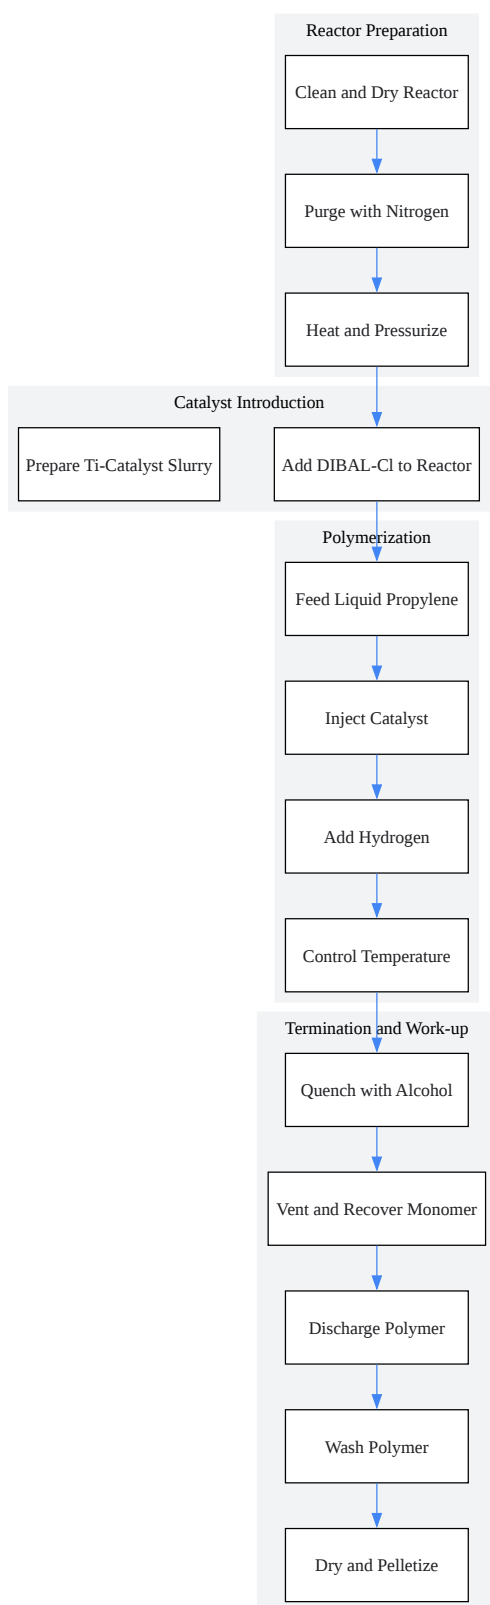 Reactor Preparation
Clean and Dry Reactor
Purge with Nitrogen
Heat and Pressurize
Catalyst Introduction
Prepare Ti-Catalyst Slurry
Add DIBAL-Cl to Reactor
Polymerization
Feed Liquid Propylene
Inject Catalyst
Add Hydrogen
Control Temperature
Termination and Work-up
Quench with Alcohol
Vent and Recover Monomer
Discharge Polymer
Wash Polymer
Dry and Pelletize